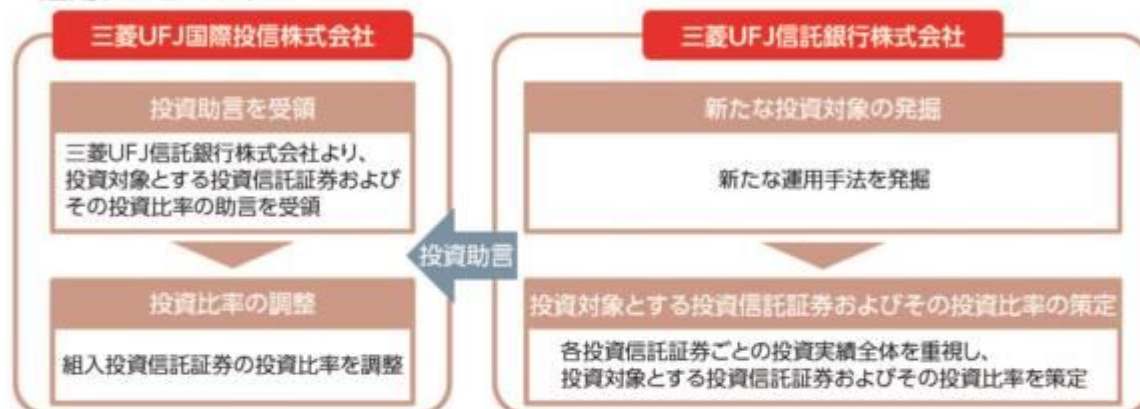 三菱UFJ国際投信株式会社
投資助言を受領
三菱UFJ信託銀行株式会社より、
投資対象とする投資信託証券および
その投資比率の助言を受領
投資比率の調整
組入投資信託証券の投資比率を調整
投資助言
三菱UFJ信託銀行株式会社
新たな投資対象の発掘
新たな運用手法を発掘
投資対象とする投資信託証券およびその投資比率の策定
各投資信託証券ごとの投資実績全体を重視し、
投資対象とする投資信託証券およびその投資比率を策定